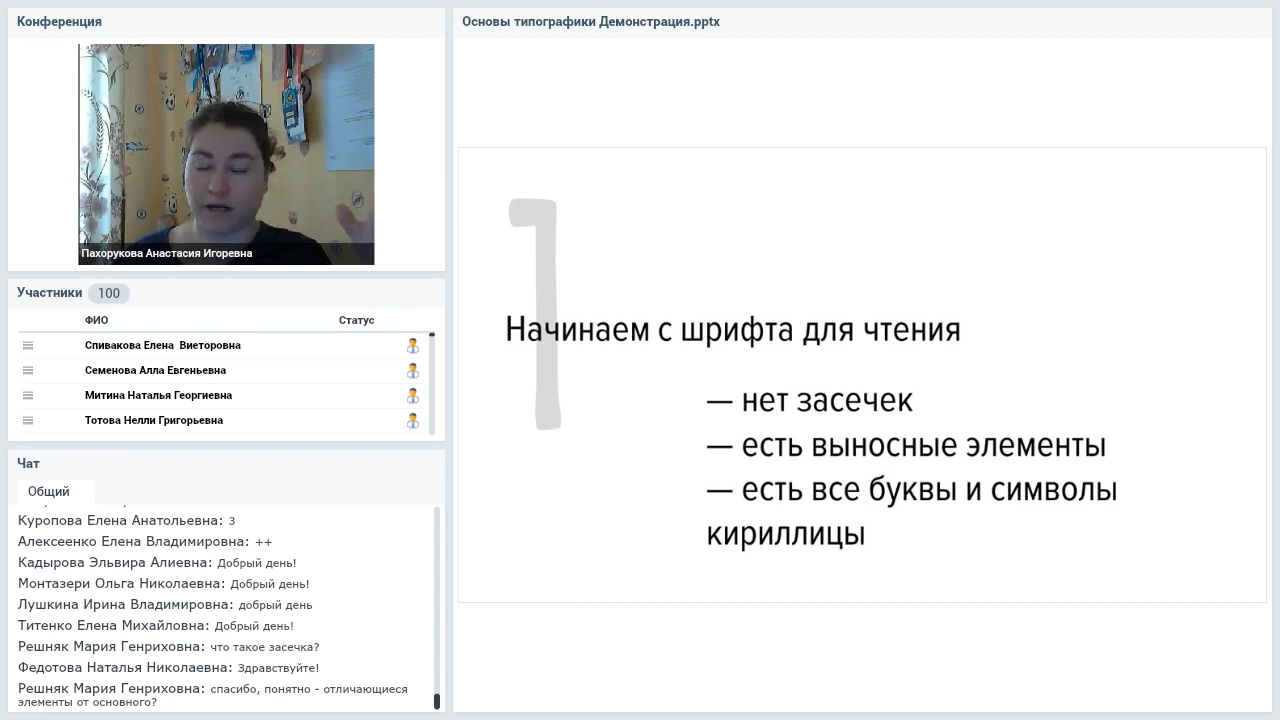 Конференция
Пахорукова Анастасия Игоревна
Участники 100
ФИО Статус
Спивакова Елена Виеторовна
Семенова Алла Евгеньевна
Митина Наталья Георгиевна
Тотова Нелли Григорьевна
Чат
Общий
Куропова Елена Анатольевна: 3
Алексеенко Елена Владимировна: ++
Кадырова Эльвира Алиевна: Добрый день!
Монтазери Ольга Николаевна: Добрый день!
Лушкина Ирина Владимировна: добрый день
Титенко Елена Михайловна: Добрый день!
Решняк Мария Генриховна: что такое засечка?
Федотова Наталья Николаевна: Здравствуйте!
Решняк Мария Генриховна: спасибо, понятно - отличающиеся
элементы от основного?
Основы типографики Демонстрация.pptx
1
Начинаем с шрифта для чтения
— нет засечек
— есть выносные элементы
— есть все буквы и символы
кириллицы